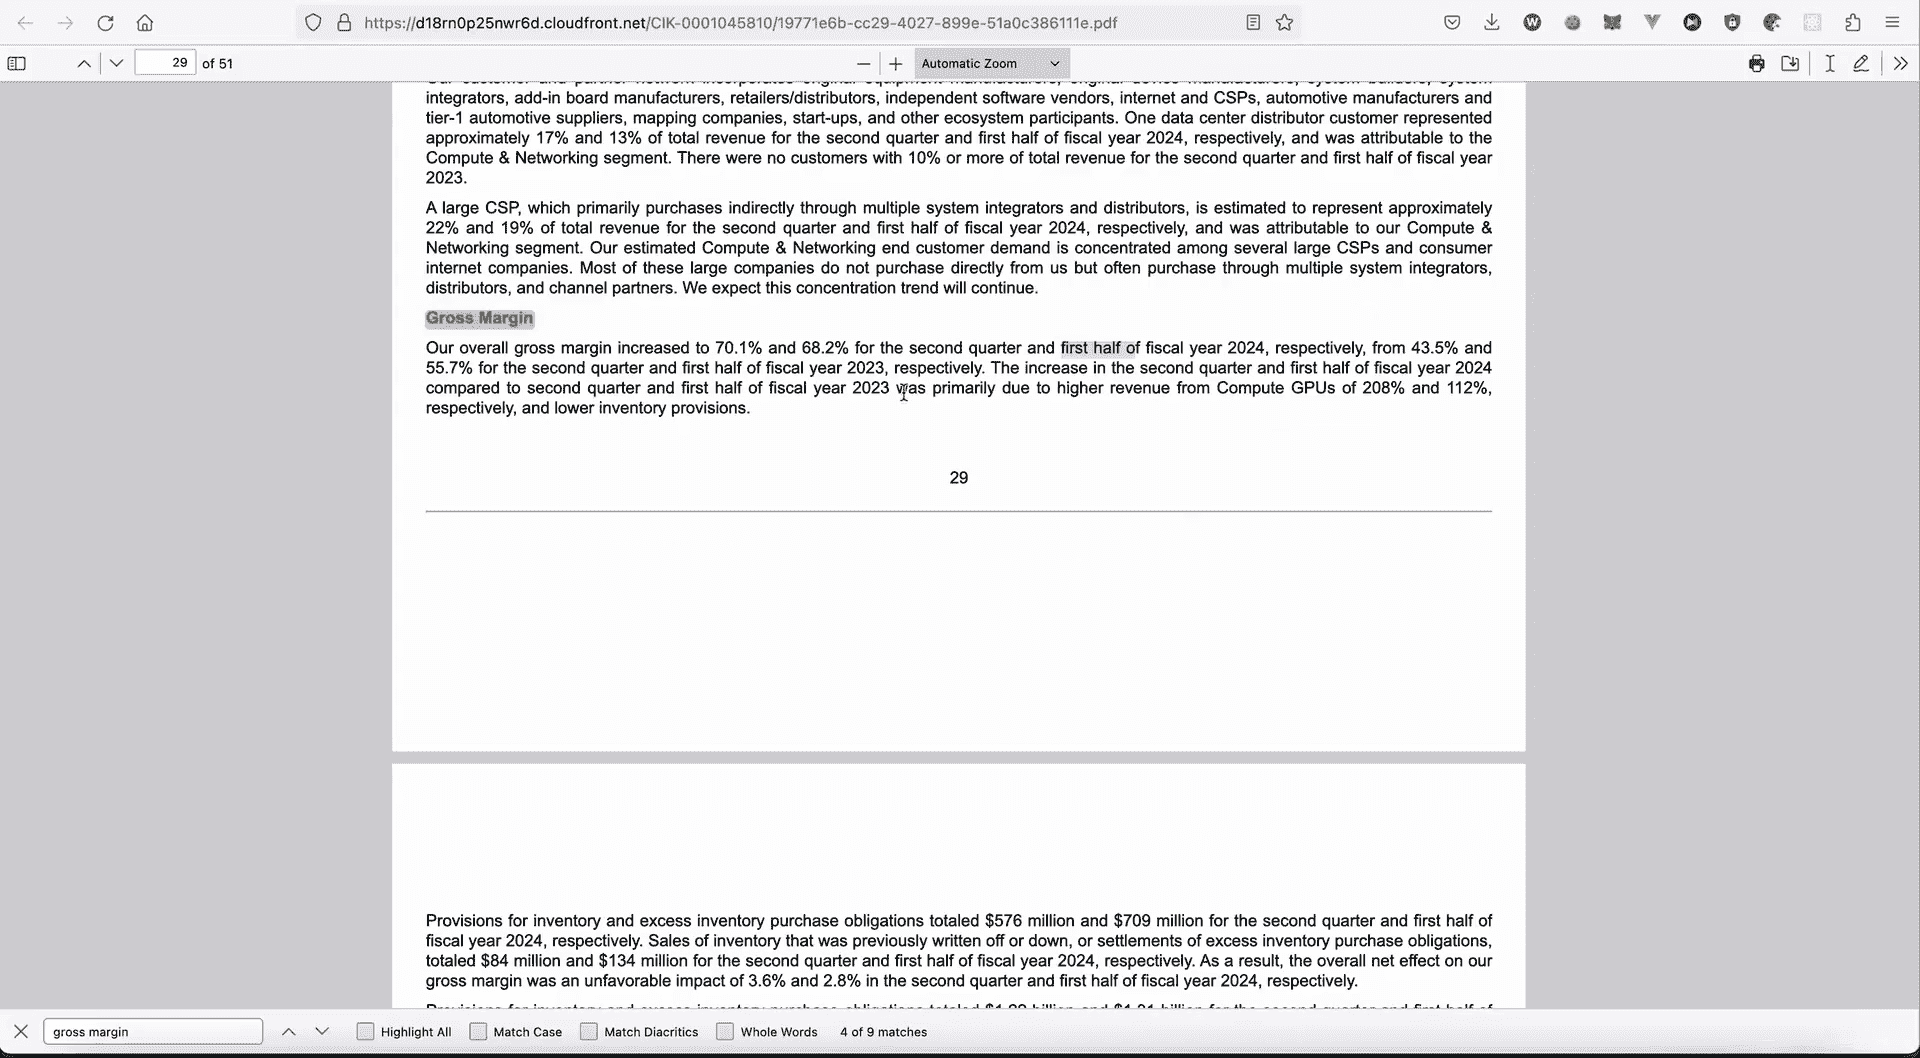 https://d18rn0p25nwr6d.cloudfront.net/CIK-0001045810/19771e6b-cc29-4027-899e-51a0c386111e.pdf
29 of 51
Automatic Zoom
integrators, add-in board manufacturers, retailers/distributors, independent software vendors, internet and CSPs, automotive manufacturers and
tier-1 automotive suppliers, mapping companies, start-ups, and other ecosystem participants. One data center distributor customer represented
approximately 17% and 13% of total revenue for the second quarter and first half of fiscal year 2024, respectively, and was attributable to the
Compute & Networking segment. There were no customers with 10% or more of total revenue for the second quarter and first half of fiscal year
2023.
A large CSP, which primarily purchases indirectly through multiple system integrators and distributors, is estimated to represent approximately
22% and 19% of total revenue for the second quarter and first half of fiscal year 2024, respectively, and was attributable to our Compute &
Networking segment. Our estimated Compute & Networking end customer demand is concentrated among several large CSPs and consumer
internet companies. Most of these large companies do not purchase directly from us but often purchase through multiple system integrators,
distributors, and channel partners. We expect this concentration trend will continue.
Gross Margin
Our overall gross margin increased to 70.1% and 68.2% for the second quarter and first half of fiscal year 2024, respectively, from 43.5% and
55.7% for the second quarter and first half of fiscal year 2023, respectively. The increase in the second quarter and first half of fiscal year 2024
compared to second quarter and first half of fiscal year 2023 was primarily due to higher revenue from Compute GPUs of 208% and 112%,
respectively, and lower inventory provisions.
29
Provisions for inventory and excess inventory purchase obligations totaled $576 million and $709 million for the second quarter and first half of
fiscal year 2024, respectively. Sales of inventory that was previously written off or down, or settlements of excess inventory purchase obligations,
totaled $84 million and $134 million for the second quarter and first half of fiscal year 2024, respectively. As a result, the overall net effect on our
gross margin was an unfavorable impact of 3.6% and 2.8% in the second quarter and first half of fiscal year 2024, respectively.
gross margin
Highlight All
Match Case
Match Diacritics
Whole Words
4 of 9 matches